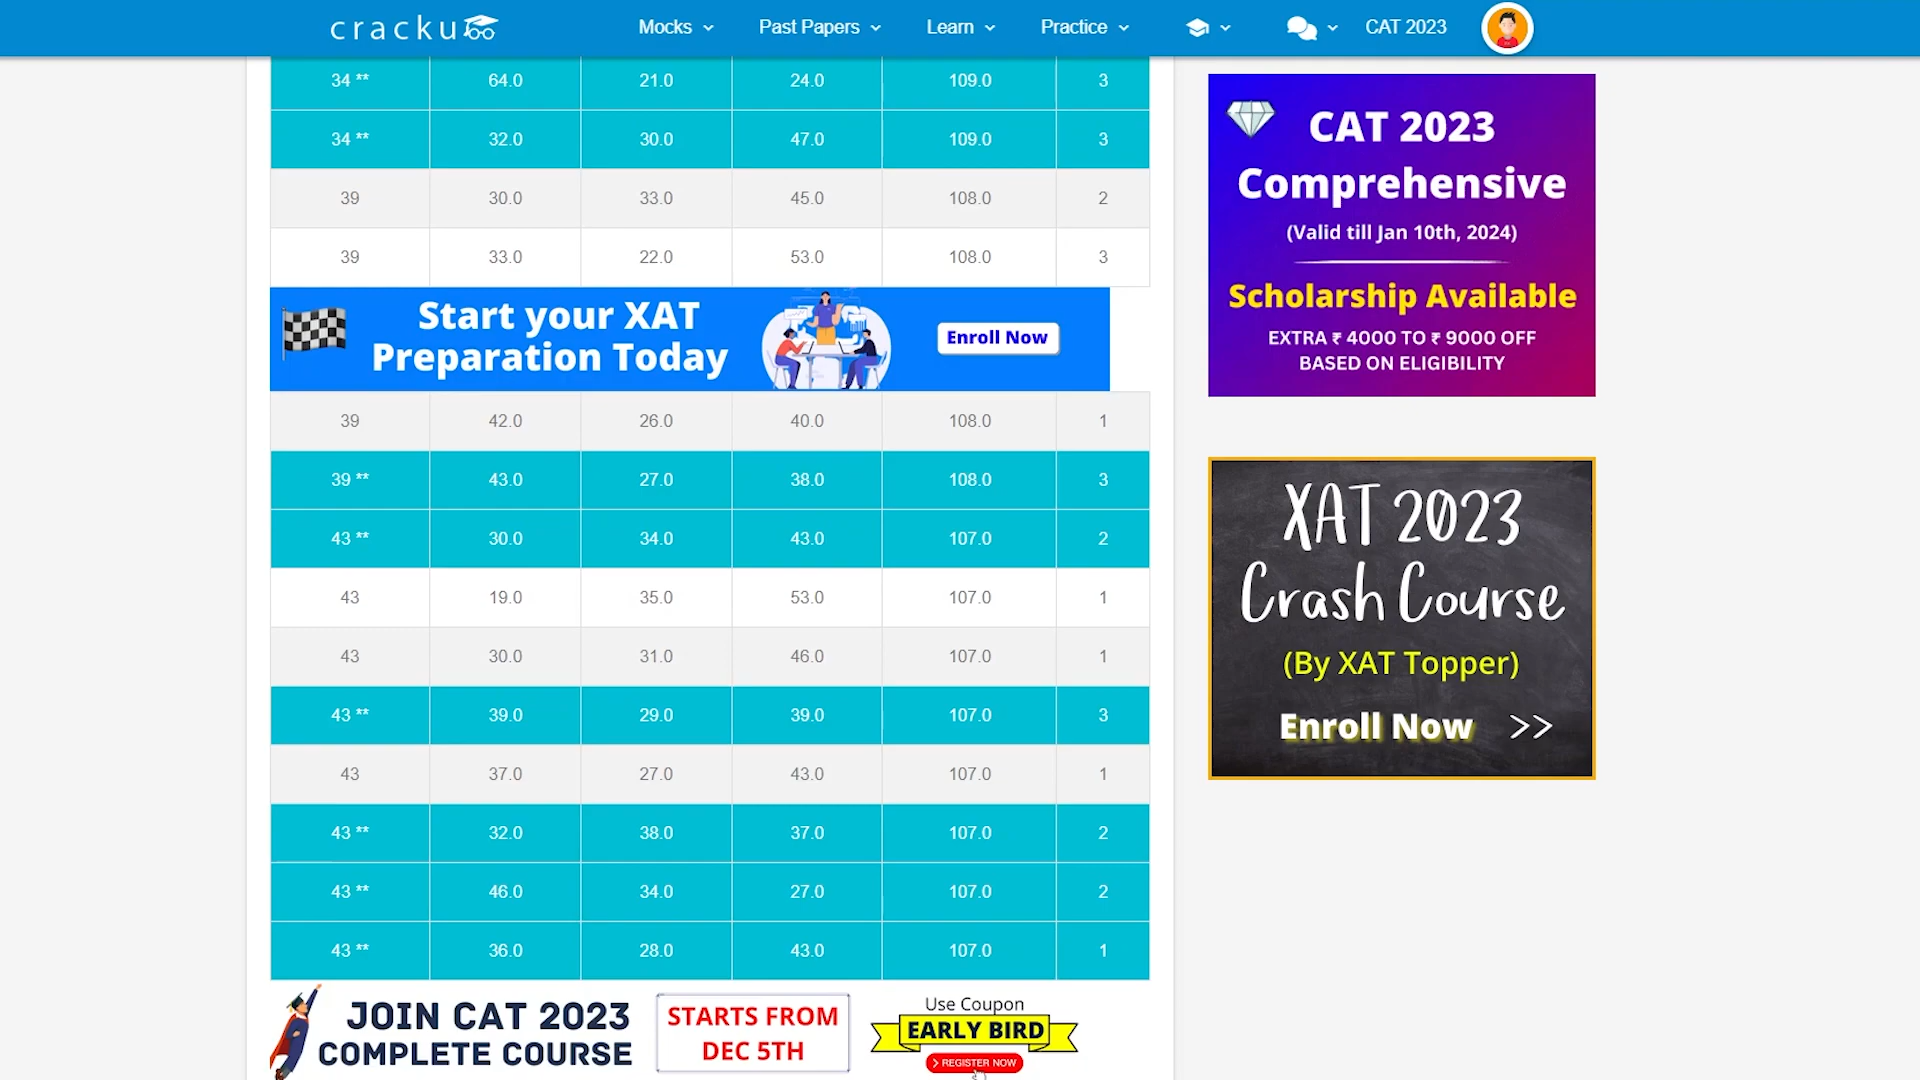 cracku Mocks Past Papers Learn Practice CAT 2023
34 ** 64.0 21.0 24.0 109.0 3
34 ** 32.0 30.0 47.0 109.0 3
39 30.0 33.0 45.0 108.0 2
39 33.0 22.0 53.0 108.0 3
Start your XAT
Preparation Today
Enroll Now
39 42.0 26.0 40.0 108.0 1
39 ** 43.0 27.0 38.0 108.0 3
43 ** 30.0 34.0 43.0 107.0 2
43 19.0 35.0 53.0 107.0 1
43 30.0 31.0 46.0 107.0 1
43 ** 39.0 29.0 39.0 107.0 3
43 37.0 27.0 43.0 107.0 1
43 ** 32.0 38.0 37.0 107.0 2
43 ** 46.0 34.0 27.0 107.0 2
43 ** 36.0 28.0 43.0 107.0 1
JOIN CAT 2023
COMPLETE COURSE
STARTS FROM
DEC 5TH
Use Coupon
EARLY BIRD
> REGISTER NOW
CAT 2023
Comprehensive
(Valid till Jan 10th, 2024)
Scholarship Available
EXTRA ₹ 4000 TO ₹ 9000 OFF
BASED ON ELIGIBILITY
XAT 2023
Crash Course
(By XAT Topper)
Enroll Now >>